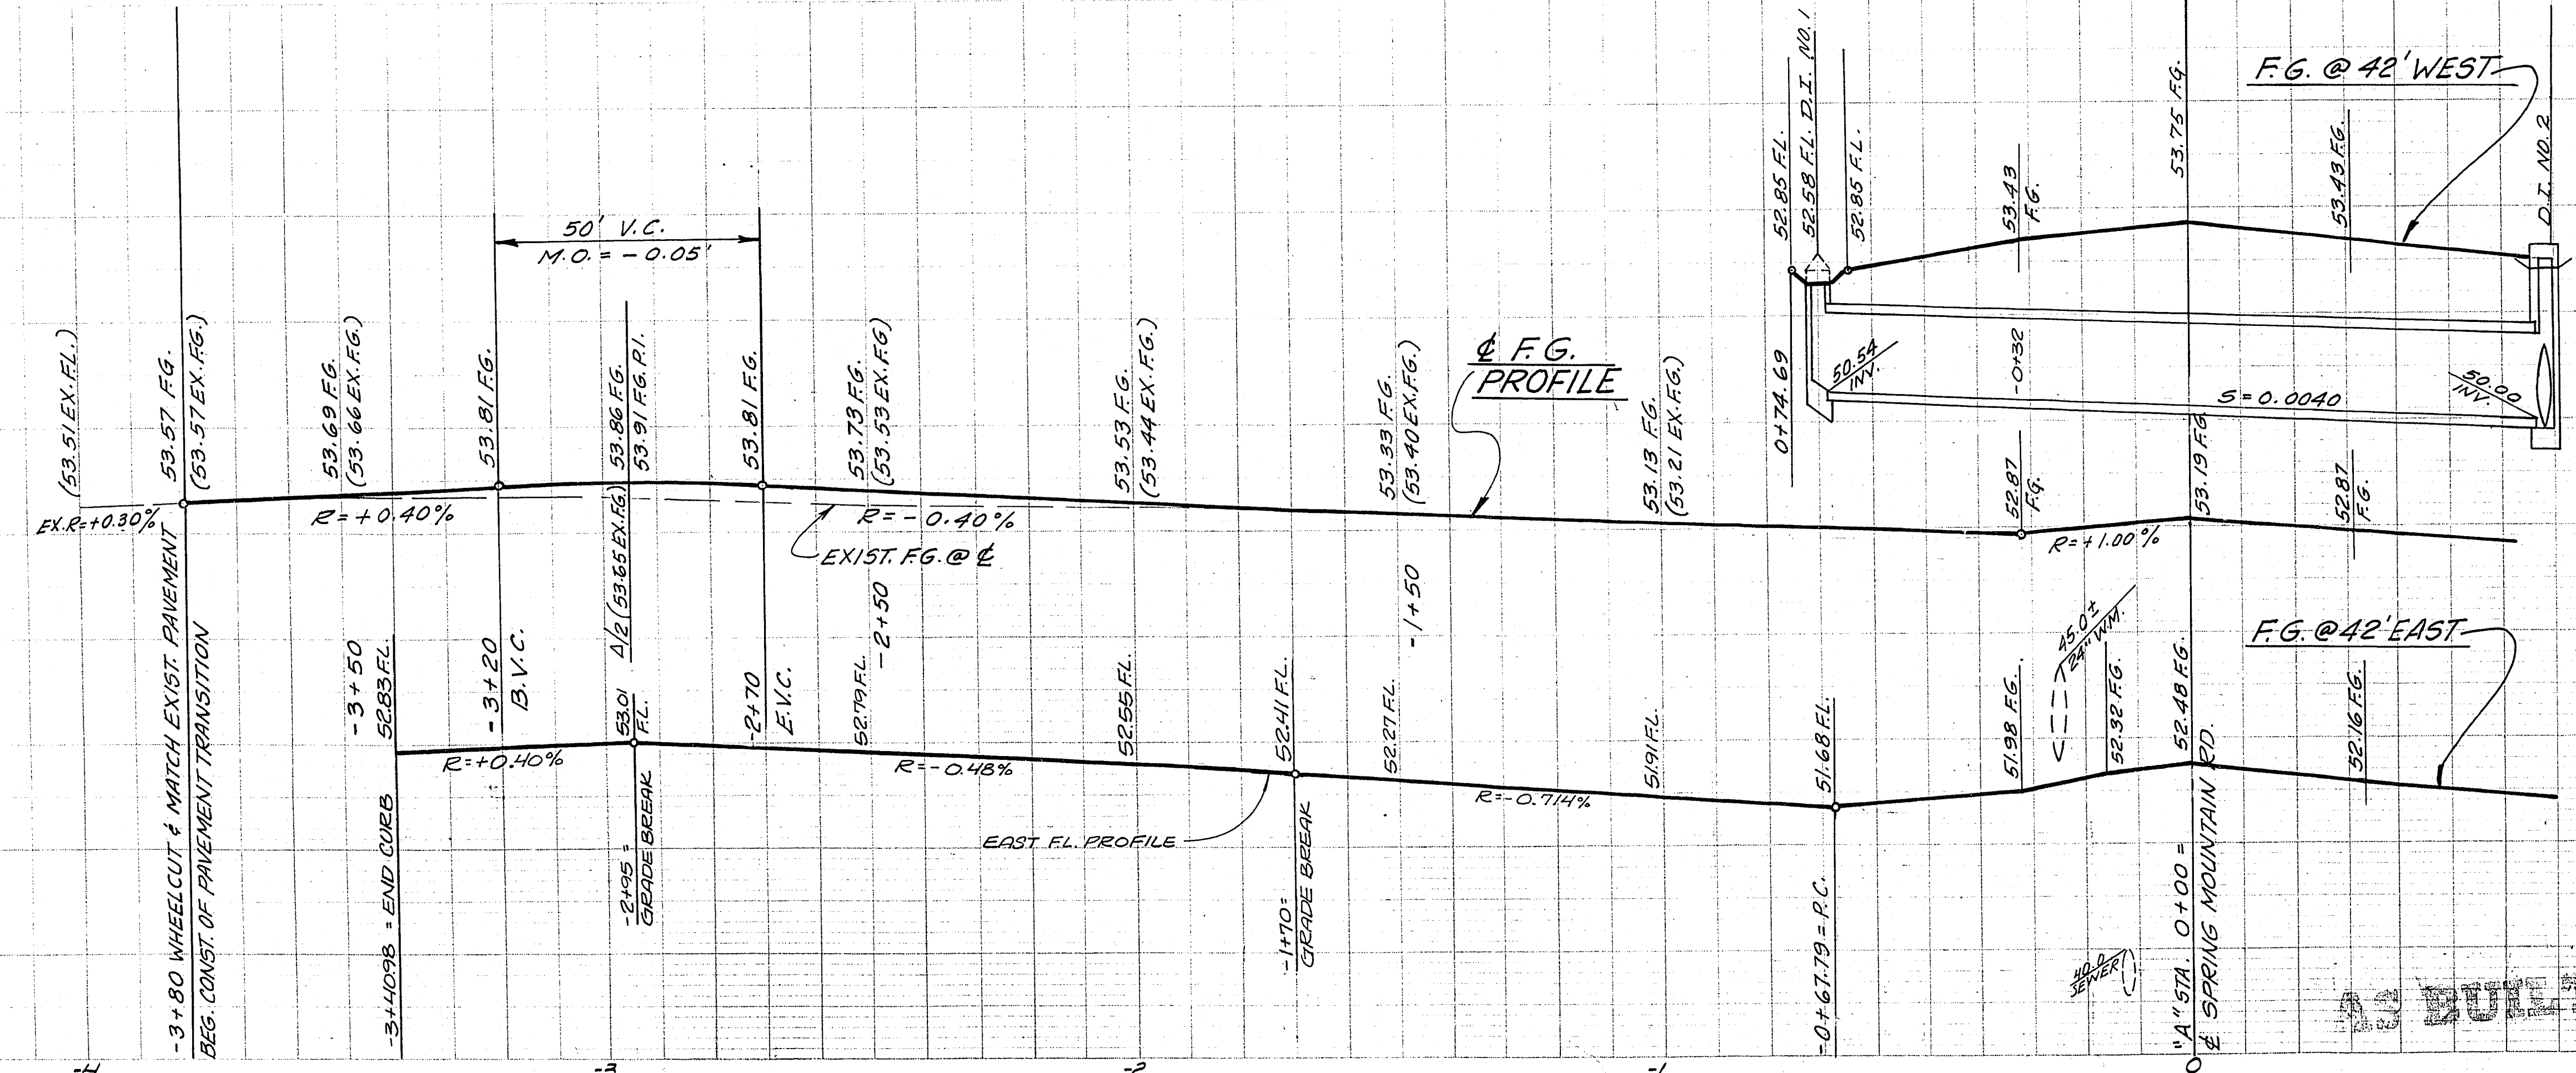 (53.51 EX. F.L.)
53.57 F.G.
(53.57 EX. F.G.)
53.69 F.G.
(53.66 EX. F.G.)
53.81 F.G.
50' V.C.
M.O. = - 0.05'
Δ/2 (53.65 EX. F.G.) 53.86 F.G.
53.91 F.G. P.I.
53.81 F.G.
53.73 F.G.
(53.53 EX. F.G)
53.53 F.G.
(53.44 EX. F.G.)
53.33 F.G.
(53.40 EX. F.G.)
53.13 F.G.
(53.21 EX. F.G.)
℄ F.G.
PROFILE
EX. R=+0.30%
R=+0.40%
R=-0.40%
EXIST. F.G. @ ℄
52.85 F.L.
52.58 F.L. D.I. NO. 1
52.85 F.L.
53.43
F.G.
53.75 F.G.
F.G. @ 42' WEST
53.43 F.G.
D.I. NO. 2
0+74.69
50.54
INV.
-0+32
S=0.0040
50.00
INV.
52.87
F.G.
53.19 F.G.
52.87
F.G.
R=+1.00%
-3+80 WHEELCUT & MATCH EXIST. PAVEMENT
BEG. CONST. OF PAVEMENT TRANSITION
-3+50
52.83 F.L.
-3+40.98 = END CURB
-3+20
B.V.C.
53.01
F.L.
-2+95 =
GRADE BREAK
-2+70
E.V.C.
52.79 F.L.
-2+50
52.55 F.L.
52.41 F.L.
-1+70 =
GRADE BREAK
52.27 F.L.
-1+50
51.91 F.L.
51.68 F.L.
-0+67.79 = P.C.
R=+0.40%
R=-0.48%
R=-0.714%
EAST F.L. PROFILE
51.98 F.G.
45.0±
24" W.M.
52.32 F.G.
52.48 F.G.
F.G. @ 42' EAST
52.16 F.G.
40.0
SEWER
"A" STA. 0+00 =
℄ SPRING MOUNTAIN RD.
AS BUILT
-4
-3
-2
-1
0